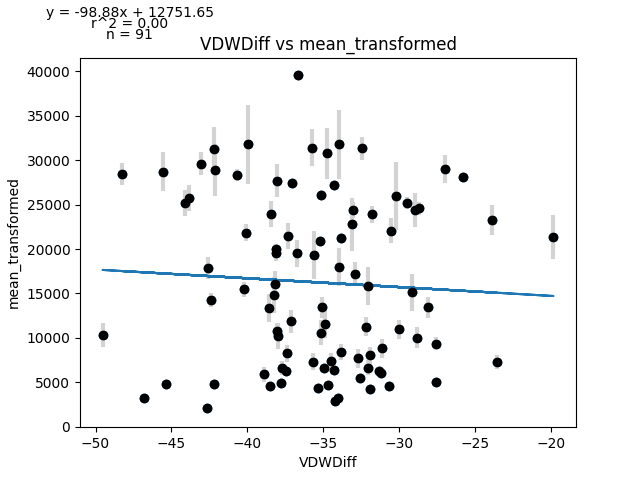 y = -98.88x + 12751.65
r^2 = 0.00
n = 91
VDWDiff vs mean_transformed
mean_transformed
40000
35000
30000
25000
20000
15000
10000
5000
0
−50 −45 −40 −35 −30 −25 −20
VDWDiff